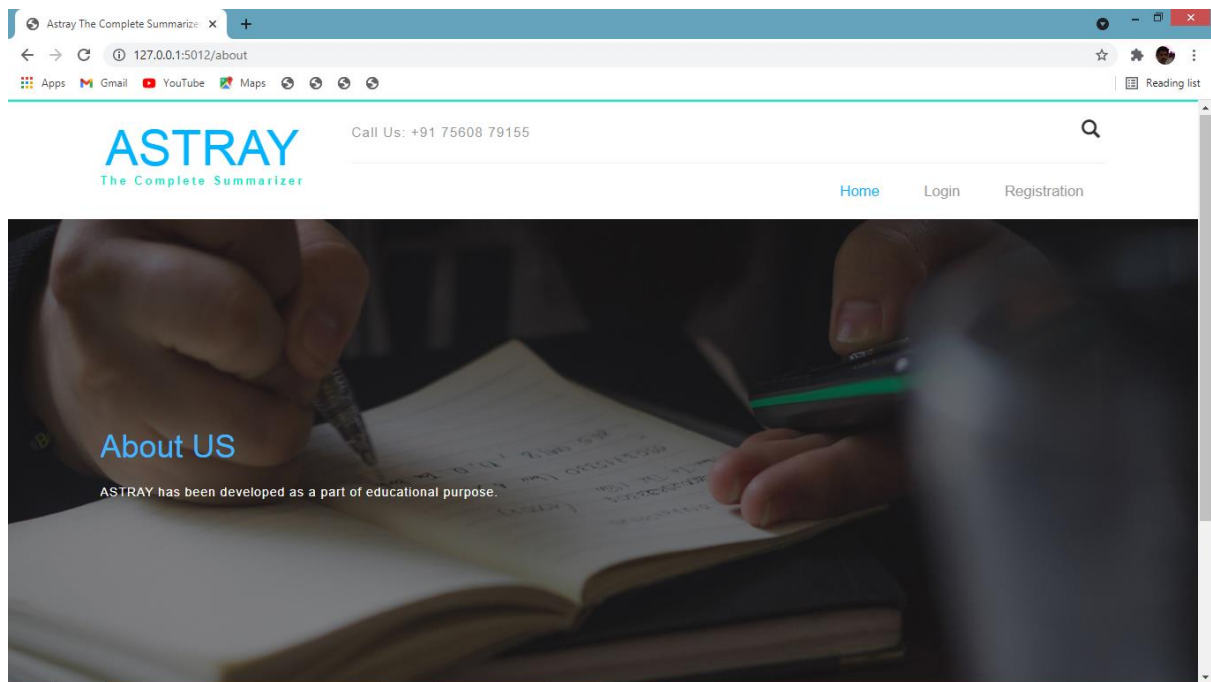 Astray The Complete Summarize
127.0.0.1:5012/about
Apps Gmail YouTube Maps Reading list
ASTRAY
The Complete Summarizer
Call Us: +91 75608 79155
Home Login Registration
About US
ASTRAY has been developed as a part of educational purpose.